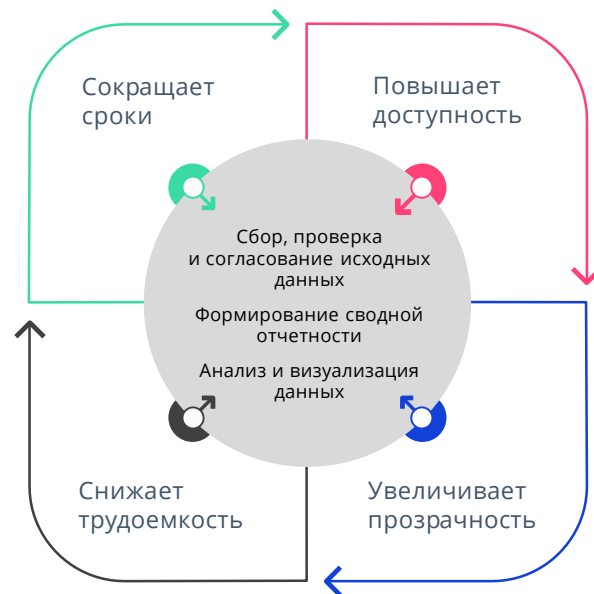 Сокращает
сроки
Повышает
доступность
Сбор, проверка
и согласование исходных
данных
Формирование сводной
отчетности
Анализ и визуализация
данных
Снижает
трудоемкость
Увеличивает
прозрачность